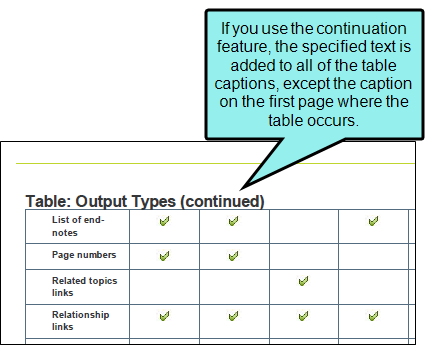 If you use the continuation
feature, the specified text is
added to all of the table
captions, except the caption
on the first page where the
table occurs.
Table: Output Types (continued)
List of end-
notes
Page numbers
Related topics
links
Relationship
links